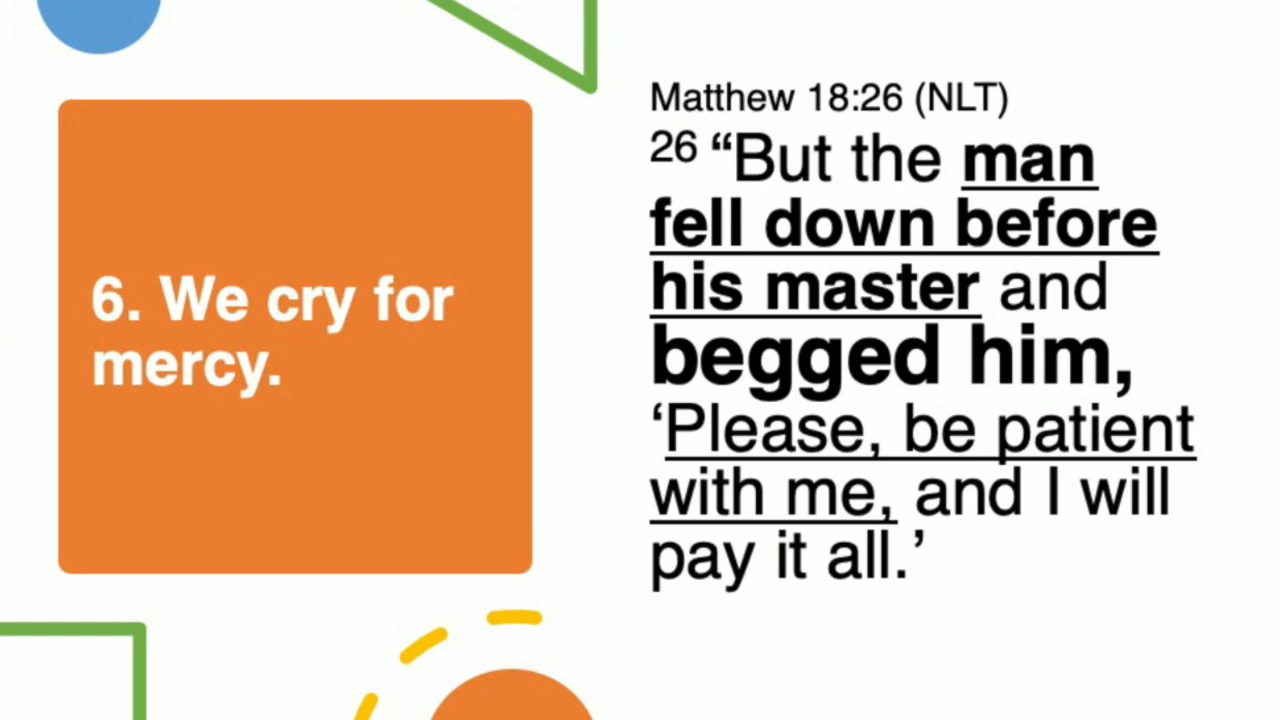 6. We cry for
mercy.
Matthew 18:26 (NLT)
26 “But the man
fell down before
his master and
begged him,
‘Please, be patient
with me, and I will
pay it all.’